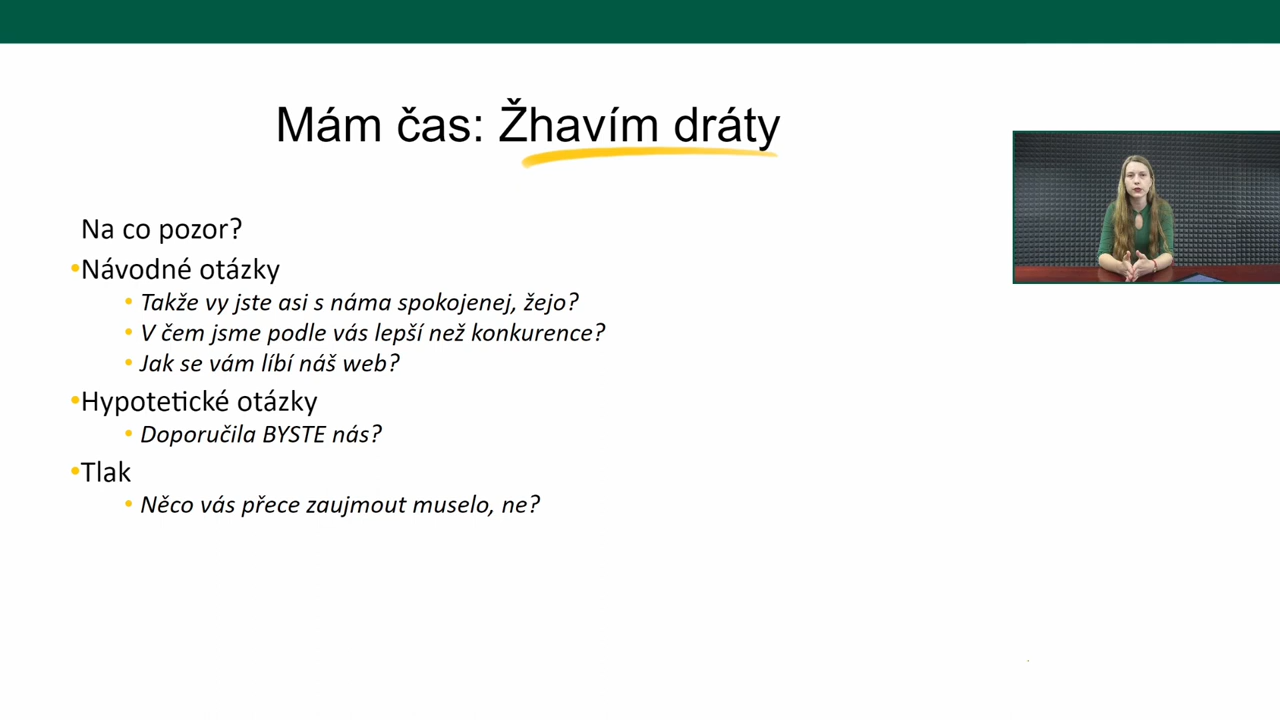 Mám čas: Žhavím dráty
Na co pozor?
•Návodné otázky
• Takže vy jste asi s náma spokojenej, žejo?
• V čem jsme podle vás lepší než konkurence?
• Jak se vám líbí náš web?
•Hypotetické otázky
• Doporučila BYSTE nás?
•Tlak
• Něco vás přece zaujmout muselo, ne?